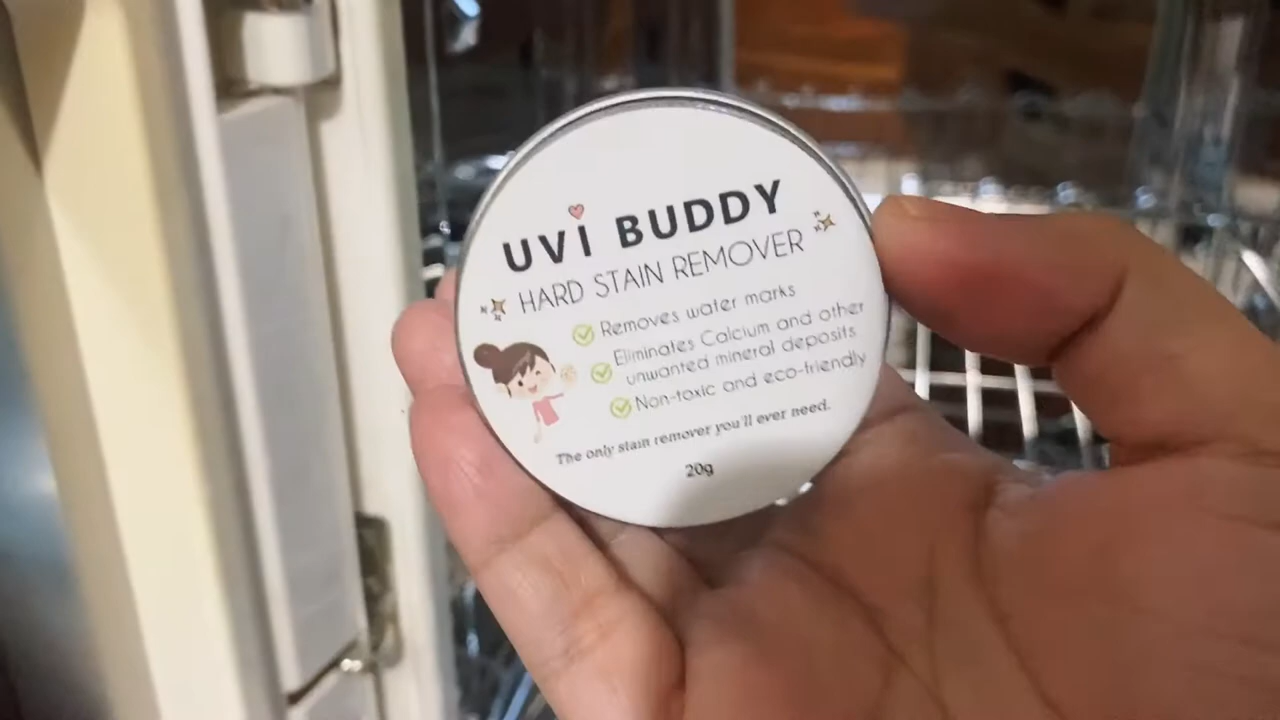 UVI BUDDY
HARD STAIN REMOVER
Removes water marks
Eliminates Calcium and other
unwanted mineral deposits
Non-toxic and eco-friendly
The only stain remover you'll ever need.
20g